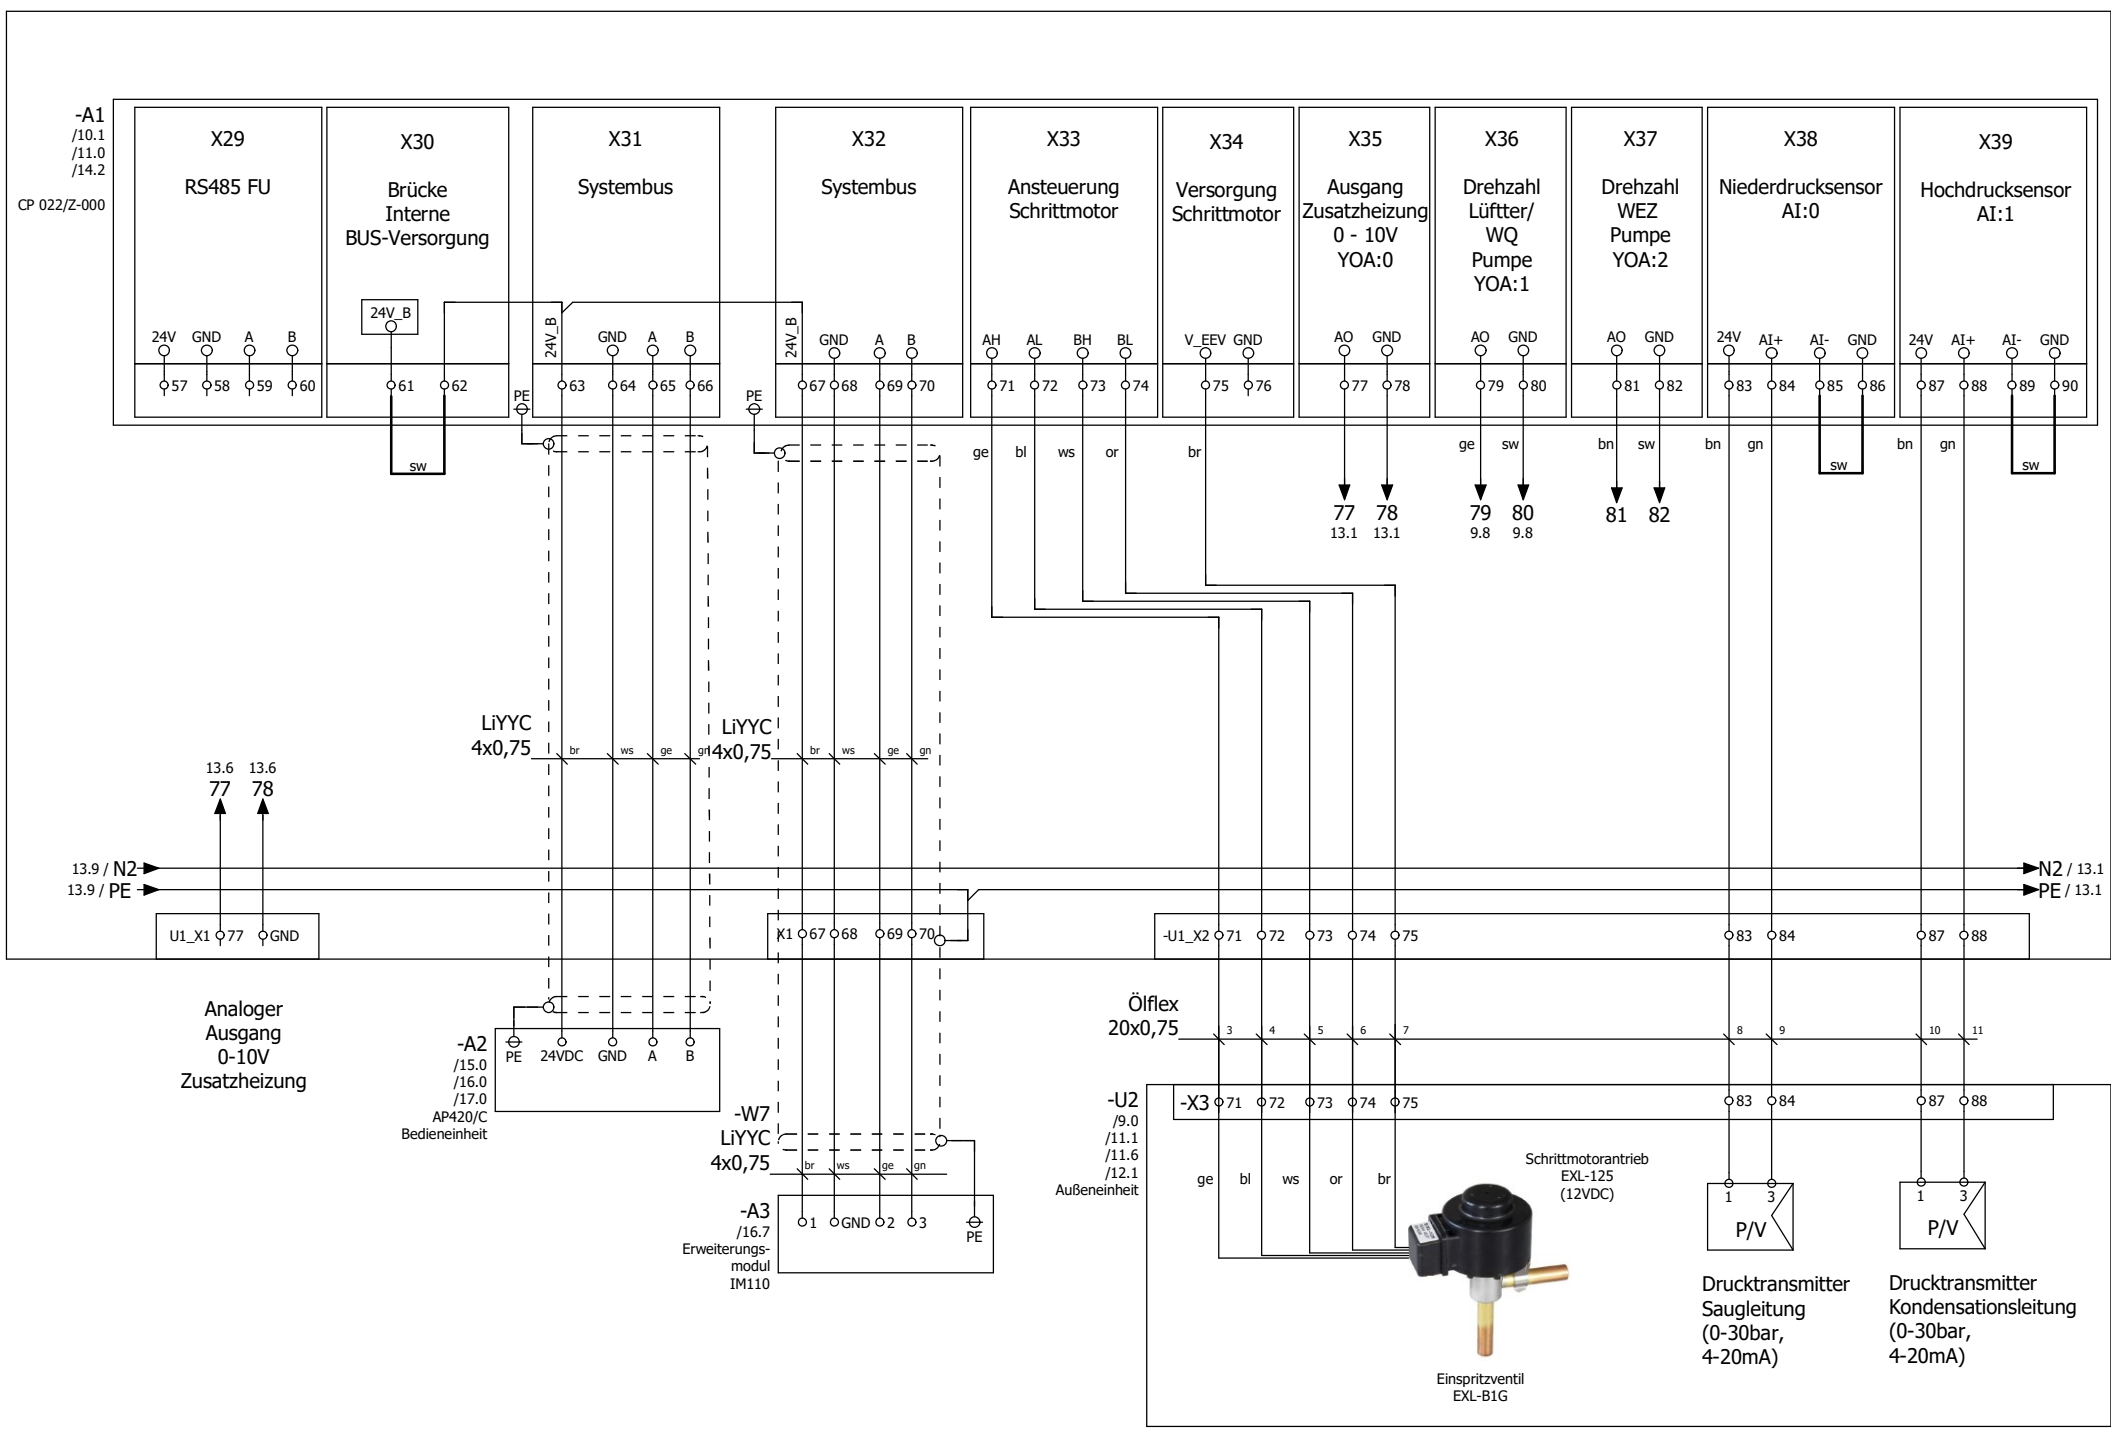 -A1
/10.1
/11.0
/14.2
CP 022/Z-000
X29
RS485 FU
24V GND A B
57 58 59 60
X30
Brücke
Interne
BUS-Versorgung
24V_B
61 62
sw
X31
Systembus
24V_B GND A B
PE
63 64 65 66
X32
Systembus
24V_B GND A B
PE
67 68 69 70
X33
Ansteuerung
Schrittmotor
AH AL BH BL
71 72 73 74
ge bl ws or
X34
Versorgung
Schrittmotor
V_EEV GND
75 76
br
X35
Ausgang
Zusatzheizung
0 - 10V
YOA:0
AO GND
77 78
77 78
13.1 13.1
X36
Drehzahl
Lüftter/
WQ
Pumpe
YOA:1
AO GND
79 80
ge sw
79 80
9.8 9.8
X37
Drehzahl
WEZ
Pumpe
YOA:2
AO GND
81 82
bn sw
81 82
X38
Niederdrucksensor
AI:0
24V AI+ AI- GND
83 84 85 86
bn gn sw
X39
Hochdrucksensor
AI:1
24V AI+ AI- GND
87 88 89 90
bn gn sw
LiYYC
4x0,75 br ws ge gn
LiYYC
4x0,75 br ws ge gn
13.6 13.6
77 78
13.9 / N2
13.9 / PE
N2 / 13.1
PE / 13.1
U1_X1 77 GND
X1 67 68 69 70
-U1_X2 71 72 73 74 75 83 84 87 88
Analoger
Ausgang
0-10V
Zusatzheizung
-A2
/15.0
/16.0
/17.0
AP420/C
Bedieneinheit
PE 24VDC GND A B
-W7
LiYYC
4x0,75 br ws ge gn
-A3
/16.7
Erweiterungs-
modul
IM110
1 GND 2 3 PE
Ölflex
20x0,75 3 4 5 6 7 8 9 10 11
-U2
/9.0
/11.1
/11.6
/12.1
Außeneinheit
-X3 71 72 73 74 75 83 84 87 88
ge bl ws or br
Schrittmotorantrieb
EXL-125
(12VDC)
Einspritzventil
EXL-B1G
1 3
P/V
Drucktransmitter
Saugleitung
(0-30bar,
4-20mA)
1 3
P/V
Drucktransmitter
Kondensationsleitung
(0-30bar,
4-20mA)